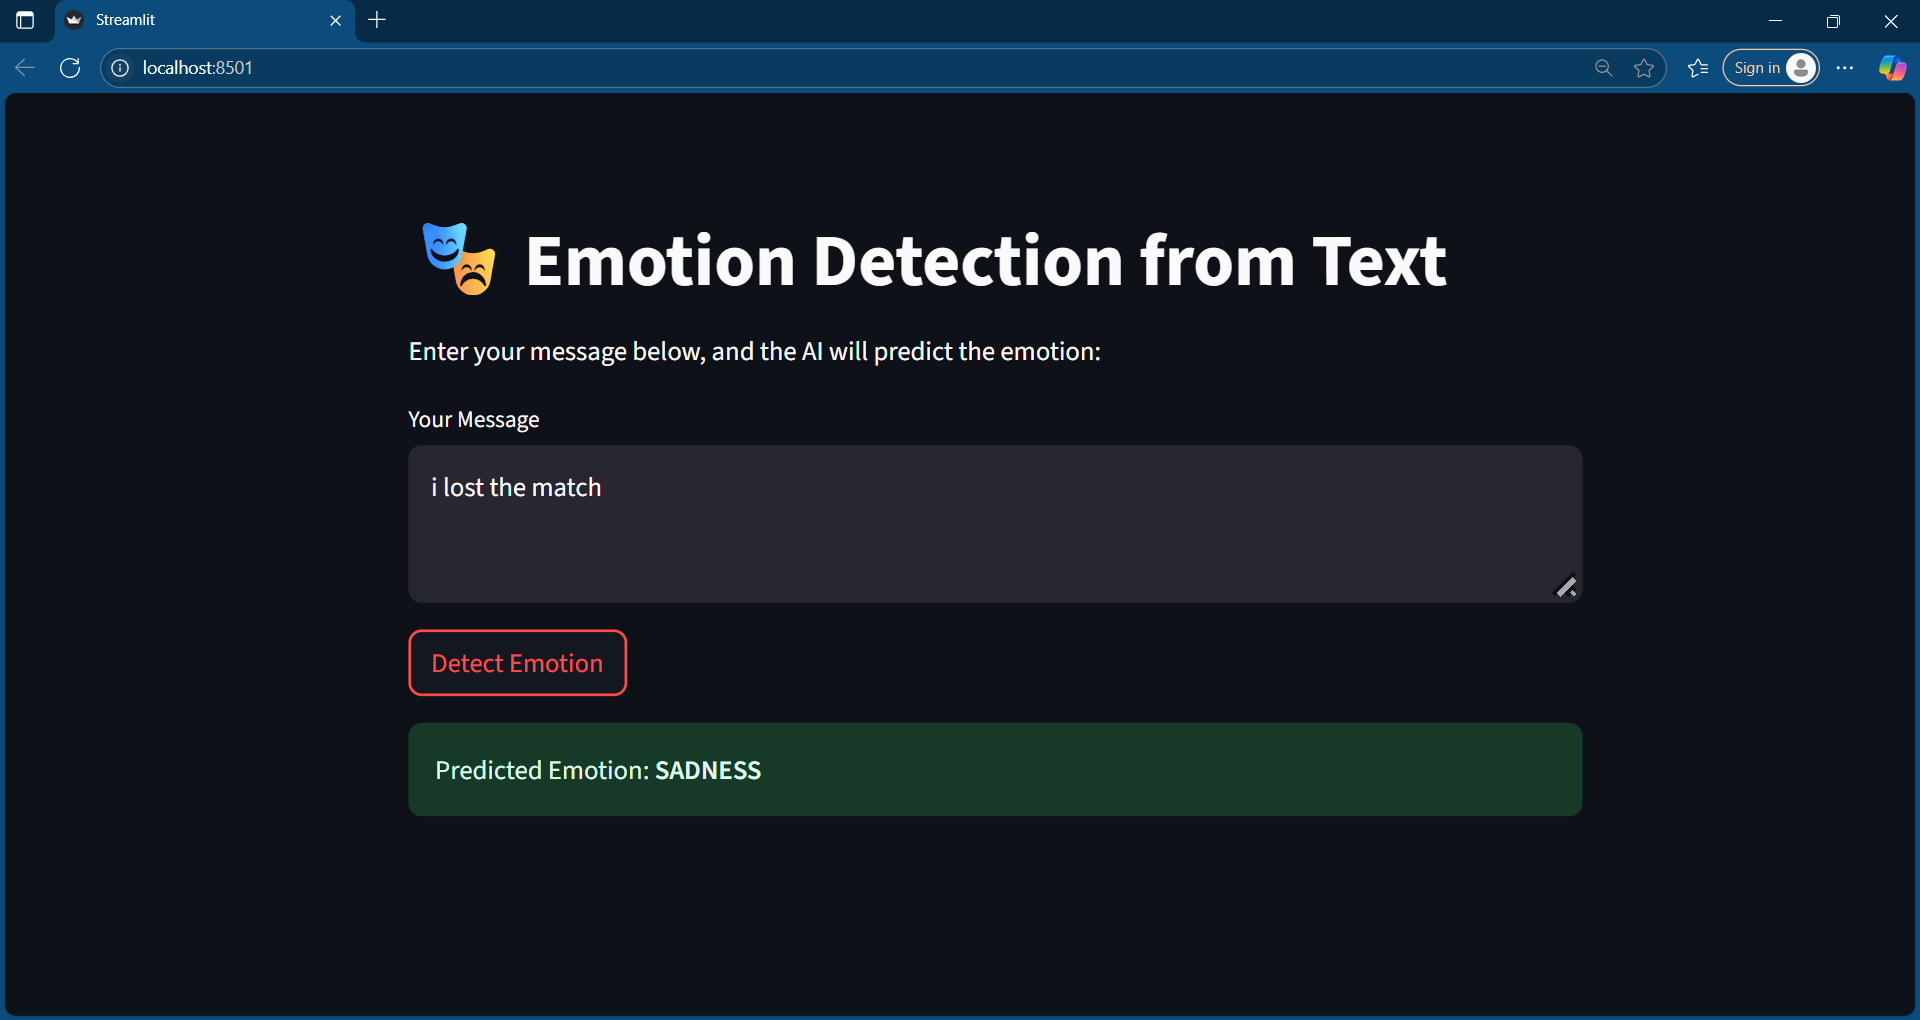 Streamlit
localhost:8501
Sign in
Emotion Detection from Text
Enter your message below, and the AI will predict the emotion:
Your Message
i lost the match
Detect Emotion
Predicted Emotion: SADNESS